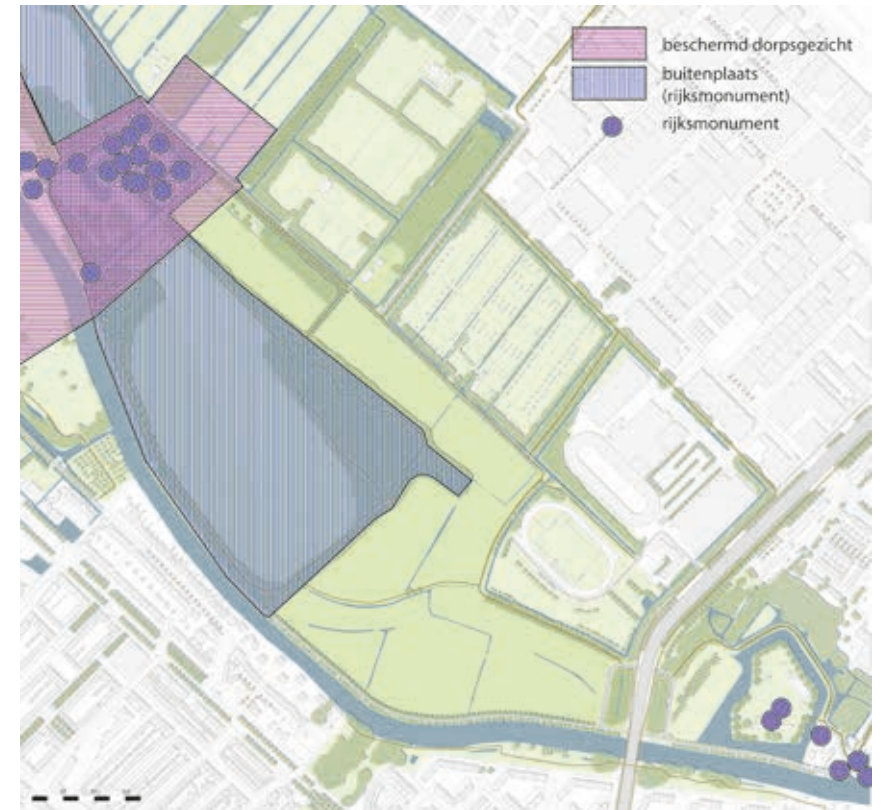 beschermd dorpsgezicht
buitenplaats
(rijksmonument)
rijksmonument